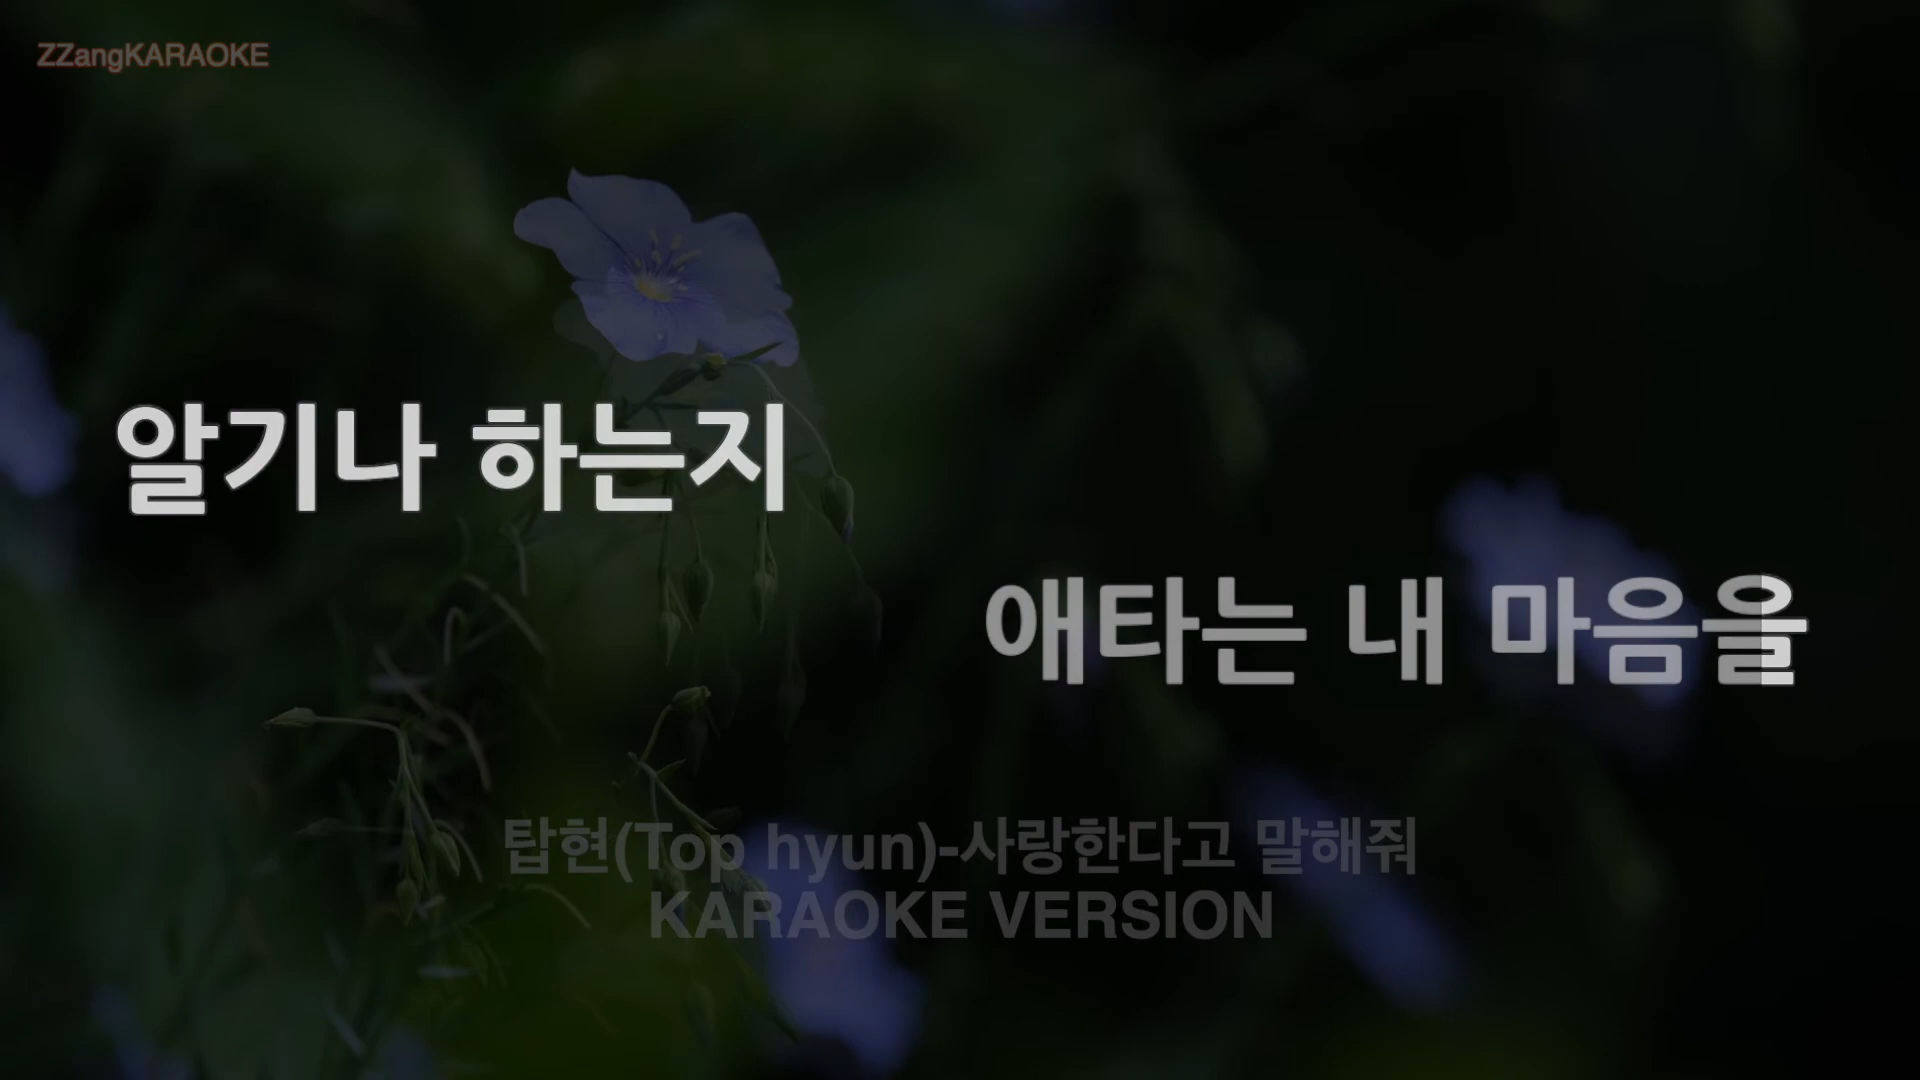 ZZangKARAOKE
알기나 하는지
애타는 내 마음을
탑현(Top hyun)-사랑한다고 말해줘
KARAOKE VERSION